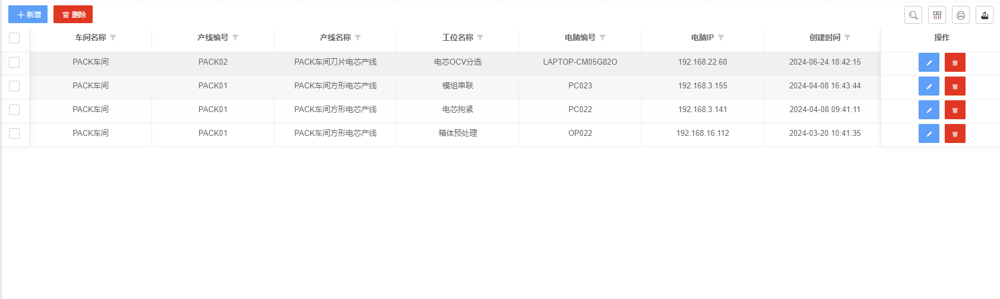 新增 删除
车间名称 产线编号 产线名称 工位名称 电脑编号 电脑IP 创建时间 操作
PACK车间 PACK02 PACK车间刀片电芯产线 电芯OCV分选 LAPTOP-CM05G82O 192.168.22.60 2024-06-24 18:42:15
PACK车间 PACK01 PACK车间方形电芯产线 模组串联 PC023 192.168.3.155 2024-04-08 16:43:44
PACK车间 PACK01 PACK车间方形电芯产线 电芯拘紧 PC022 192.168.3.141 2024-04-08 09:41:11
PACK车间 PACK01 PACK车间方形电芯产线 箱体预处理 OP022 192.168.16.112 2024-03-20 10:41:35